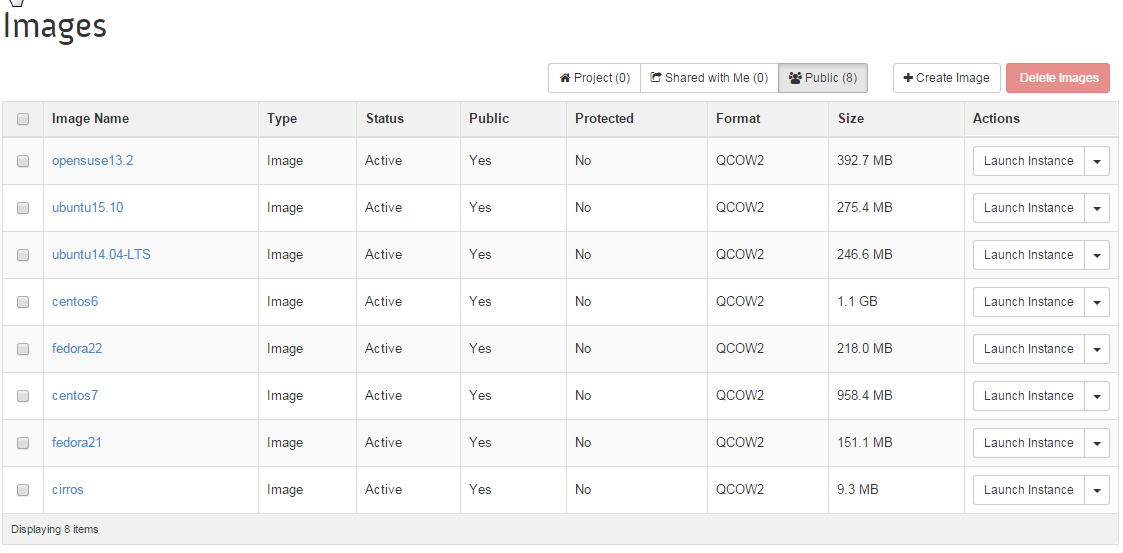 Images
Project (0) Shared with Me (0) Public (8) Create Image Delete Images
Image Name Type Status Public Protected Format Size Actions
opensuse13.2 Image Active Yes No QCOW2 392.7 MB Launch Instance
ubuntu15.10 Image Active Yes No QCOW2 275.4 MB Launch Instance
ubuntu14.04-LTS Image Active Yes No QCOW2 246.6 MB Launch Instance
centos6 Image Active Yes No QCOW2 1.1 GB Launch Instance
fedora22 Image Active Yes No QCOW2 218.0 MB Launch Instance
centos7 Image Active Yes No QCOW2 958.4 MB Launch Instance
fedora21 Image Active Yes No QCOW2 151.1 MB Launch Instance
cirros Image Active Yes No QCOW2 9.3 MB Launch Instance
Displaying 8 items